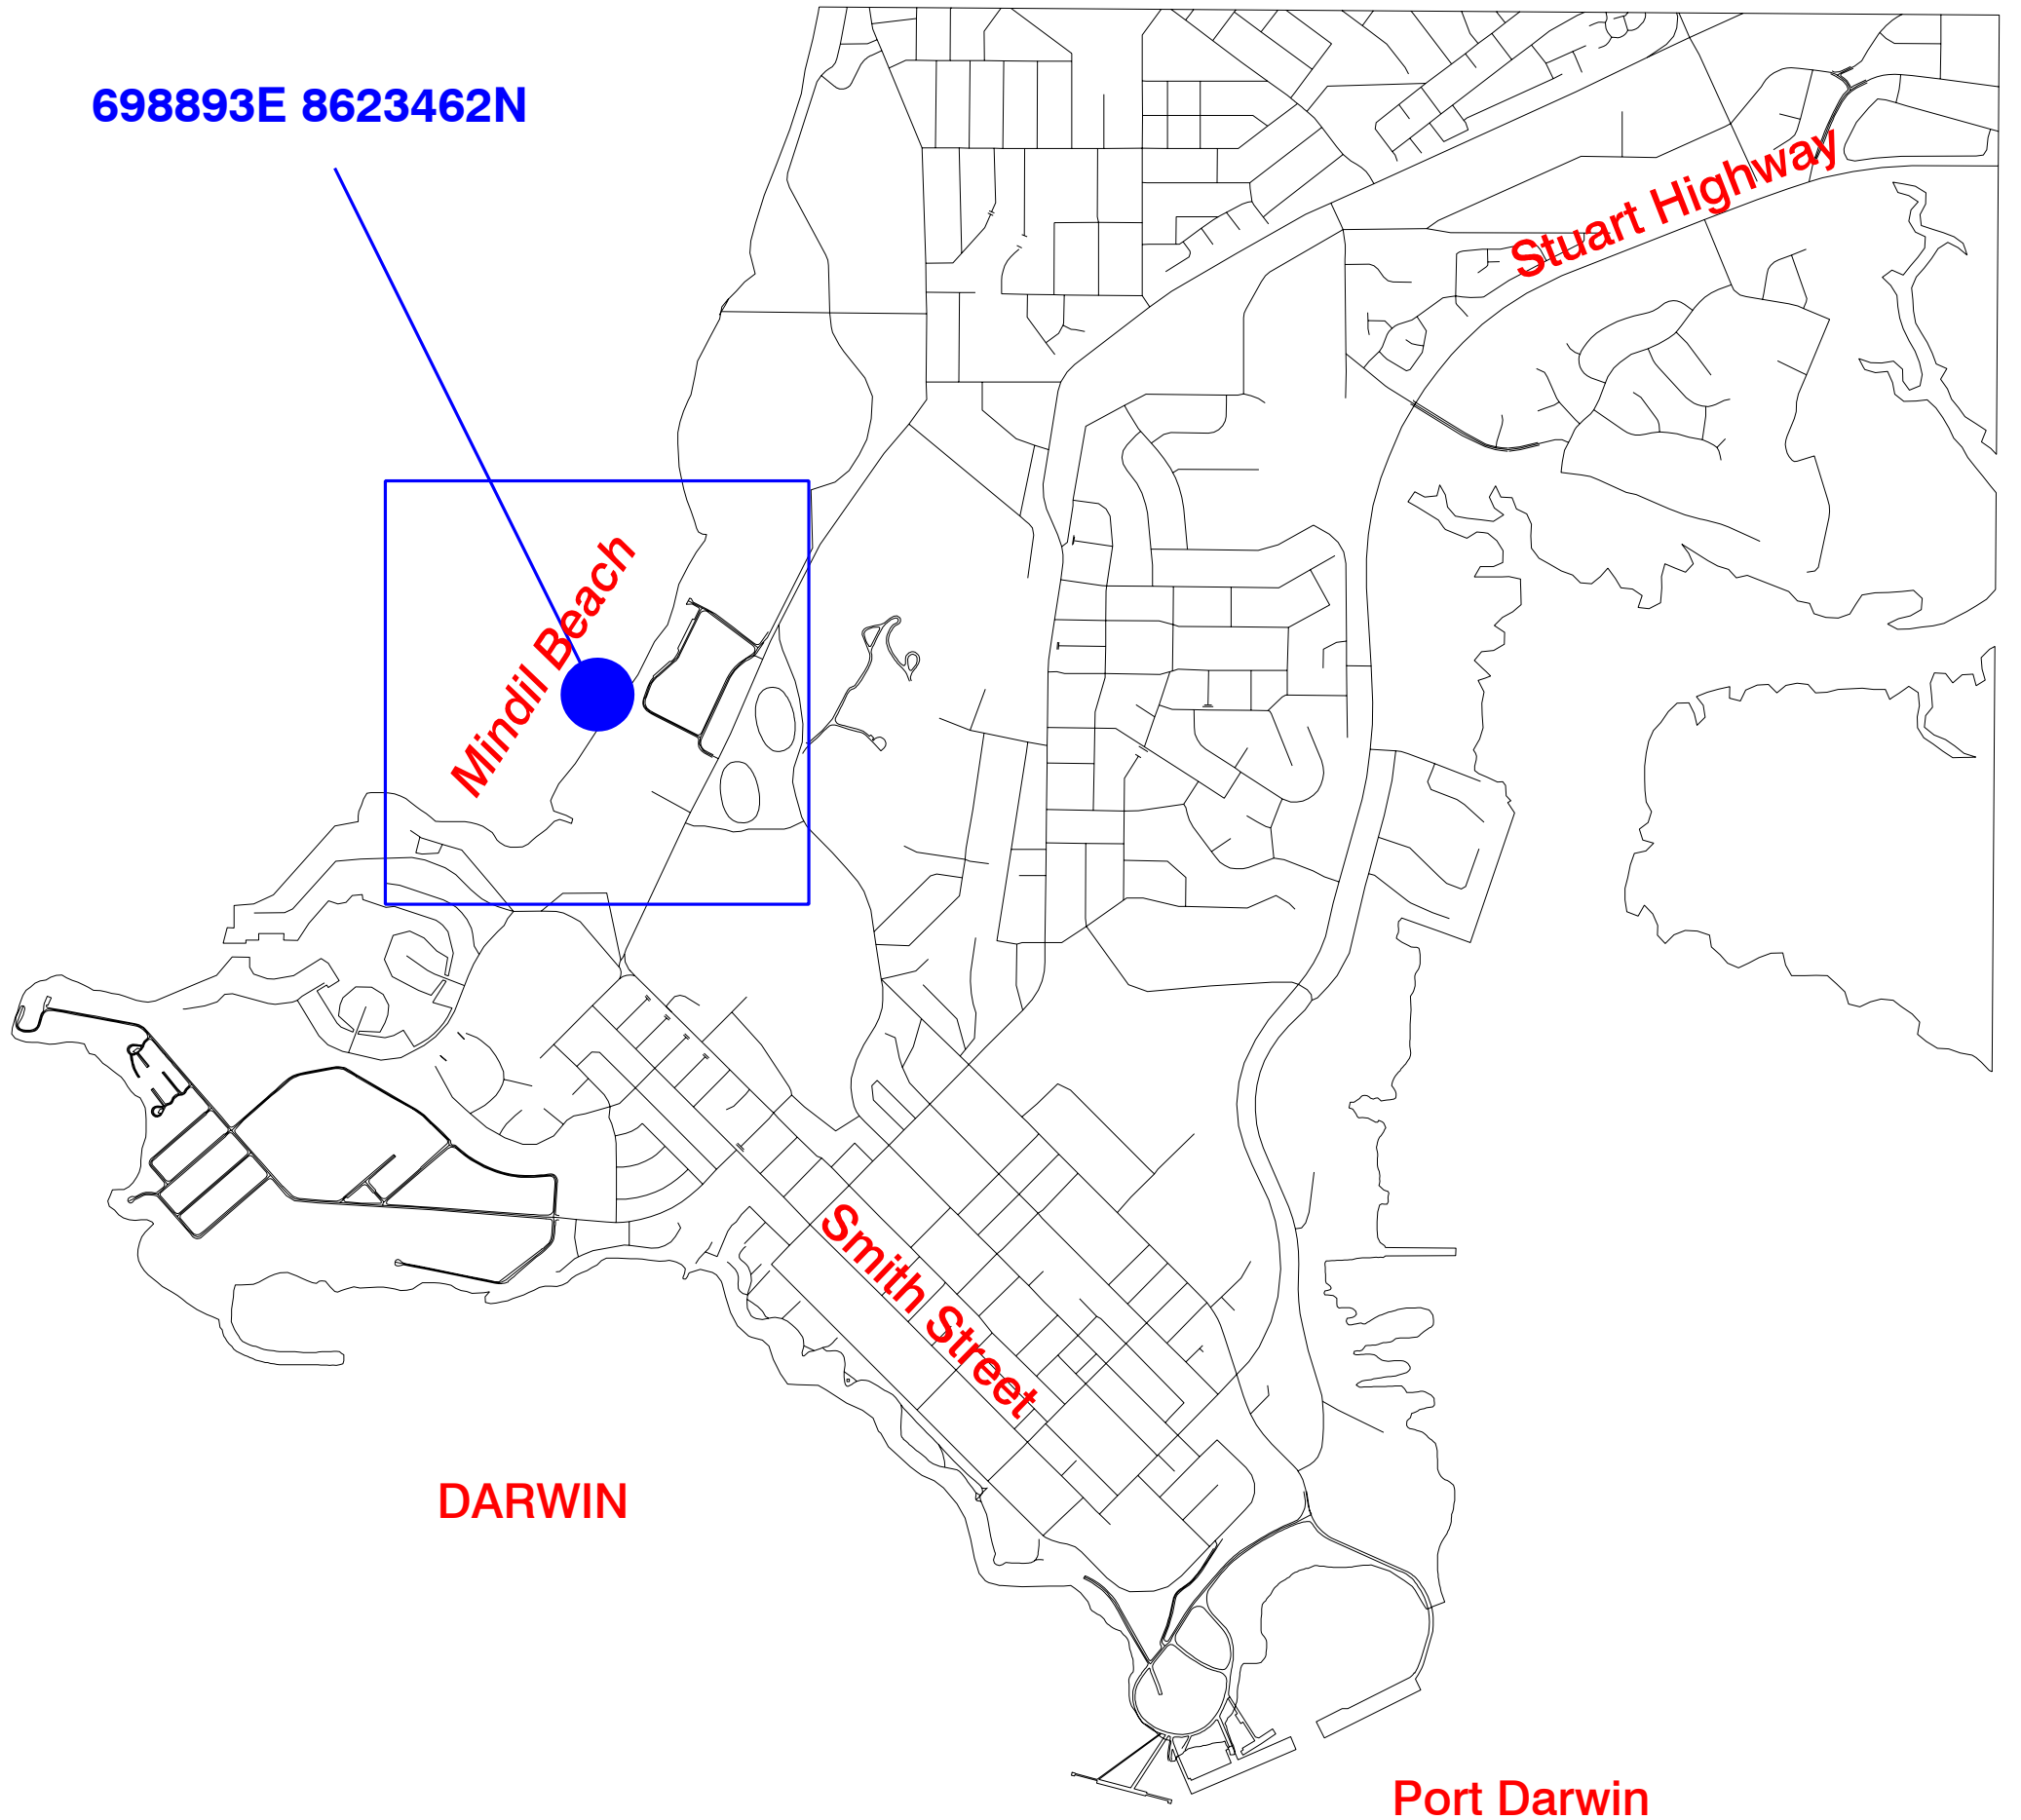 698893E 8623462N
Stuart Highway
Mindil Beach
Smith Street
DARWIN
Port Darwin